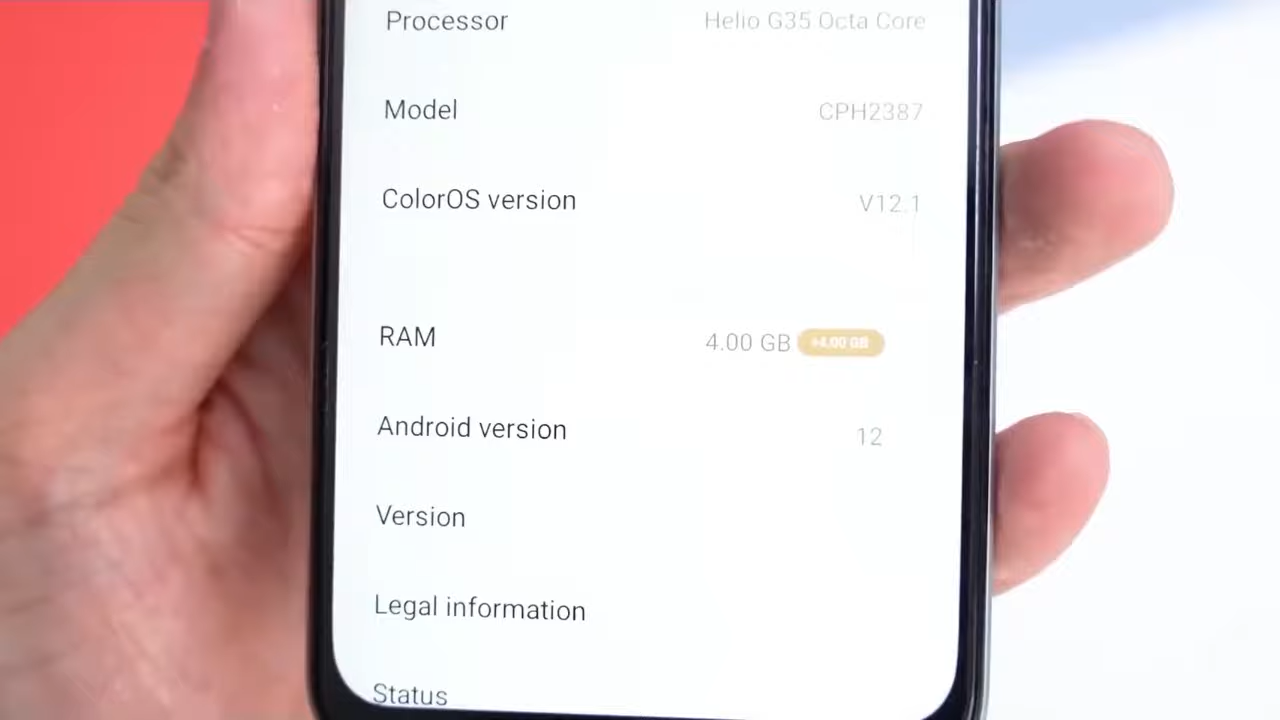 Processor Helio G35 Octa Core
Model CPH2387
ColorOS version V12.1
RAM 4.00 GB +4.00 GB
Android version 12
Version
Legal information
Status